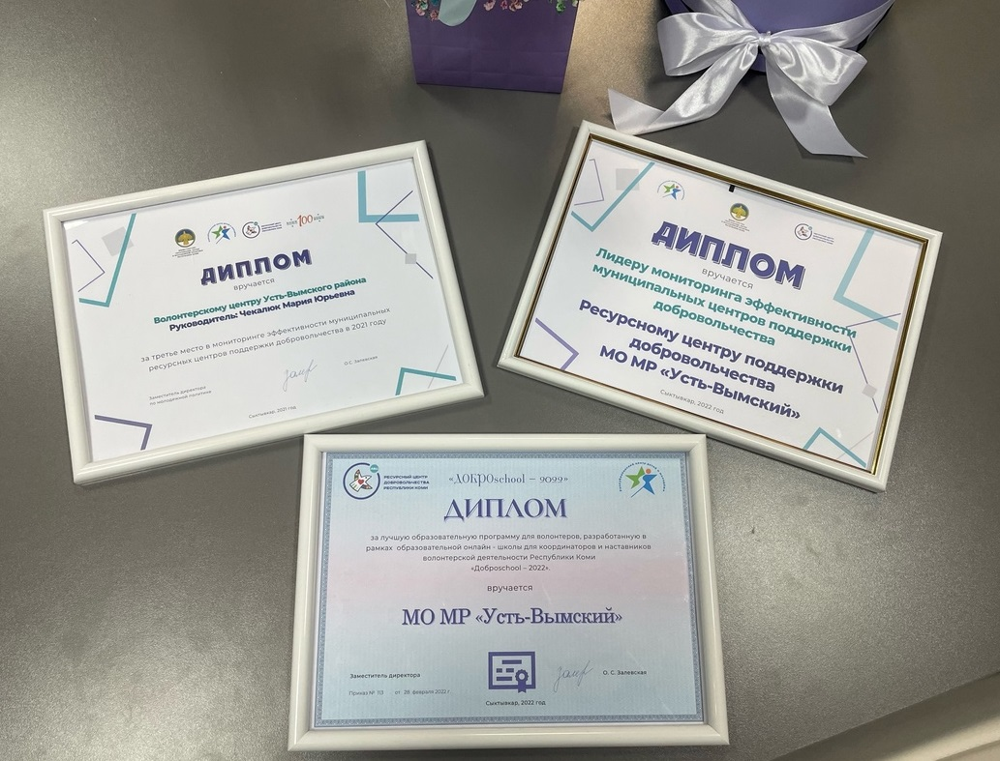 100
ДИПЛОМ
вручается
Волонтерскому центру Усть-Вымского района
Руководитель: Чекалюк Мария Юрьевна
за третье место в мониторинге эффективности муниципальных
ресурсных центров поддержки добровольчества в 2021 году
Заместитель директора
по молодежной политике
О.С. Залевская
Сыктывкар, 2021 год
ДИПЛОМ
вручается
Лидеру мониторинга эффективности
муниципальных центров поддержки
добровольчества
Ресурсному центру поддержки
добровольчества
МО МР «Усть-Вымский»
Сыктывкар, 2022 год
РЕСУРСНЫЙ ЦЕНТР
ДОБРОВОЛЬЧЕСТВА
РЕСПУБЛИКИ КОМИ
«ДОБРОschool – 2022»
ДИПЛОМ
за лучшую образовательную программу для волонтеров, разработанную в
рамках образовательной онлайн - школы для координаторов и наставников
волонтерской деятельности Республики Коми
«Доброschool – 2022».
вручается
МО МР «Усть-Вымский»
Заместитель директора
О. С. Залевская
Приказ № 113 от 28 февраля 2022 г.
Сыктывкар, 2022 год